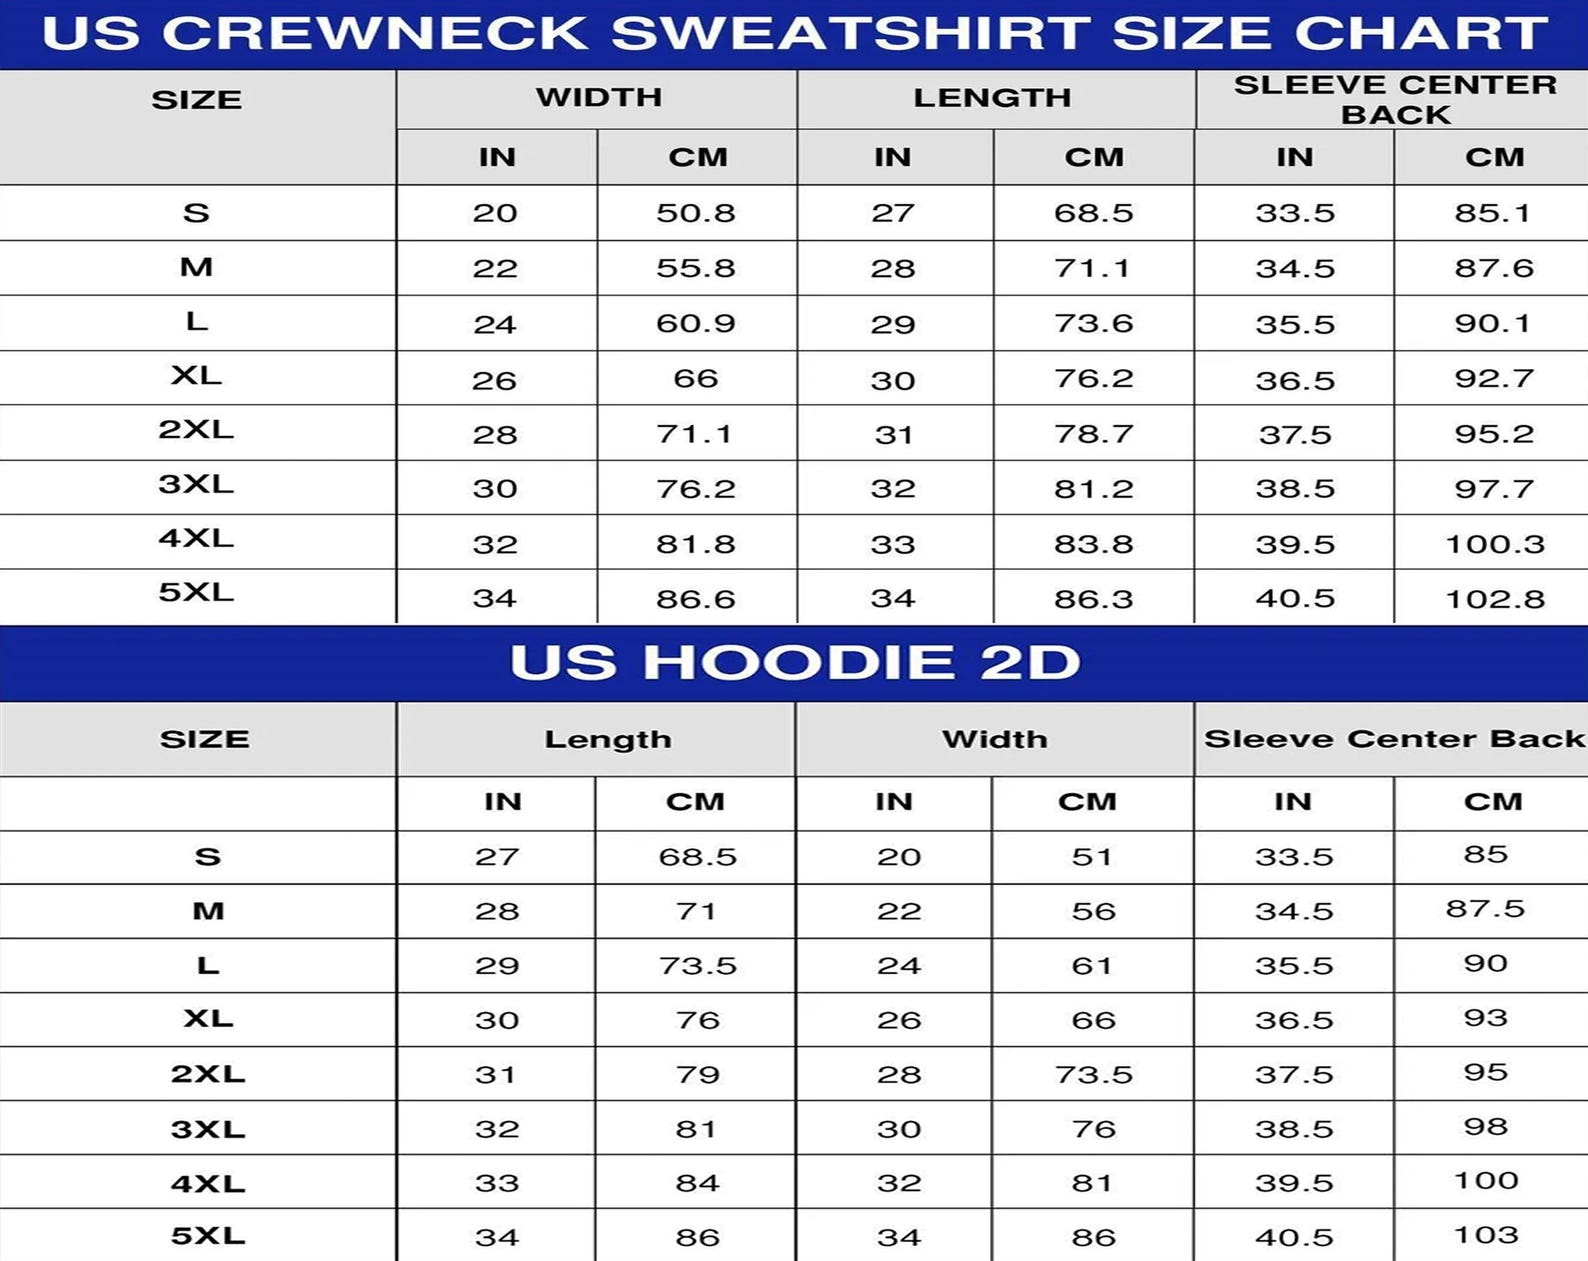 US CREWNECK SWEATSHIRT SIZE CHART
SIZE WIDTH LENGTH SLEEVE CENTER BACK
IN CM IN CM IN CM
S 20 50.8 27 68.5 33.5 85.1
M 22 55.8 28 71.1 34.5 87.6
L 24 60.9 29 73.6 35.5 90.1
XL 26 66 30 76.2 36.5 92.7
2XL 28 71.1 31 78.7 37.5 95.2
3XL 30 76.2 32 81.2 38.5 97.7
4XL 32 81.8 33 83.8 39.5 100.3
5XL 34 86.6 34 86.3 40.5 102.8
US HOODIE 2D
SIZE Length Width Sleeve Center Back
IN CM IN CM IN CM
S 27 68.5 20 51 33.5 85
M 28 71 22 56 34.5 87.5
L 29 73.5 24 61 35.5 90
XL 30 76 26 66 36.5 93
2XL 31 79 28 73.5 37.5 95
3XL 32 81 30 76 38.5 98
4XL 33 84 32 81 39.5 100
5XL 34 86 34 86 40.5 103